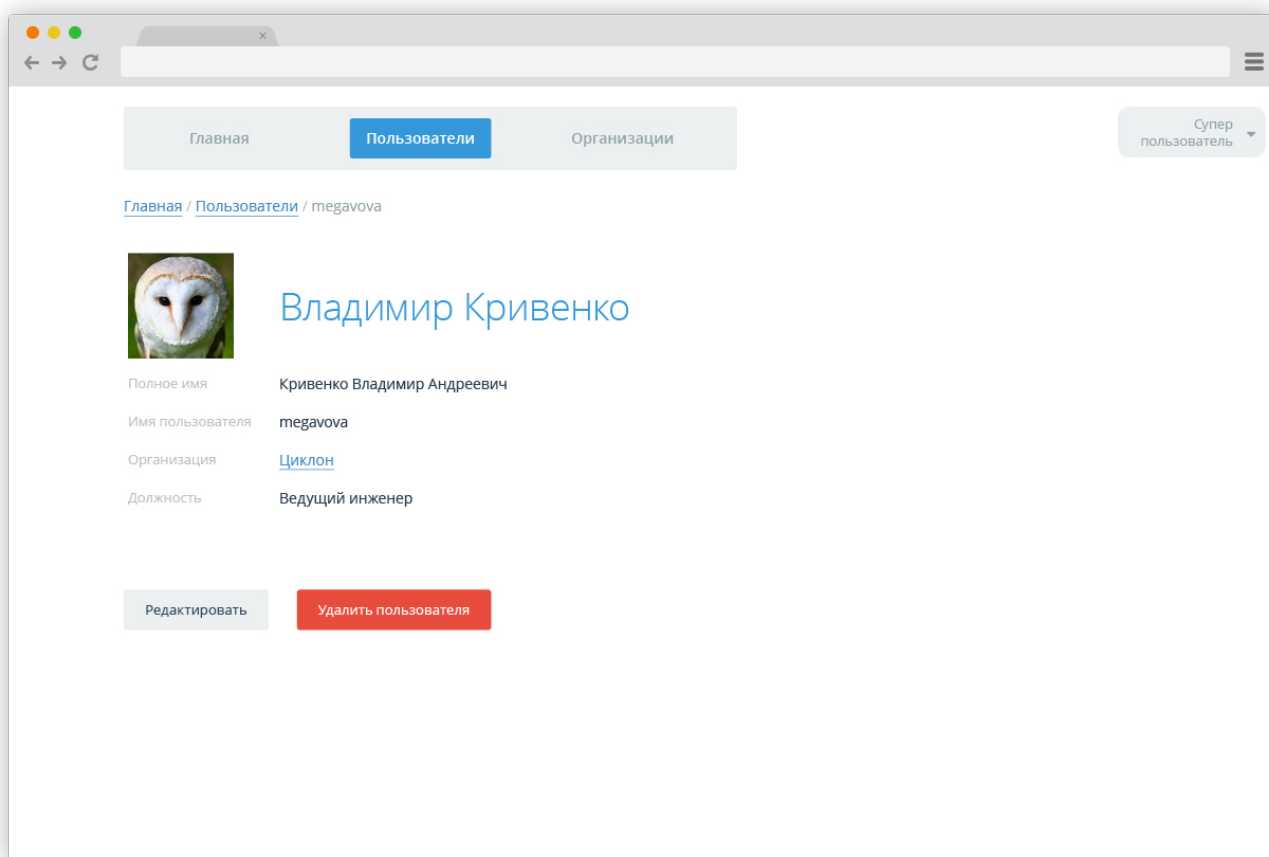 Главная Пользователи Организации
Супер
пользователь
Главная / Пользователи / megavova
Владимир Кривенко
Полное имя Кривенко Владимир Андреевич
Имя пользователя megavova
Организация Циклон
Должность Ведущий инженер
Редактировать Удалить пользователя